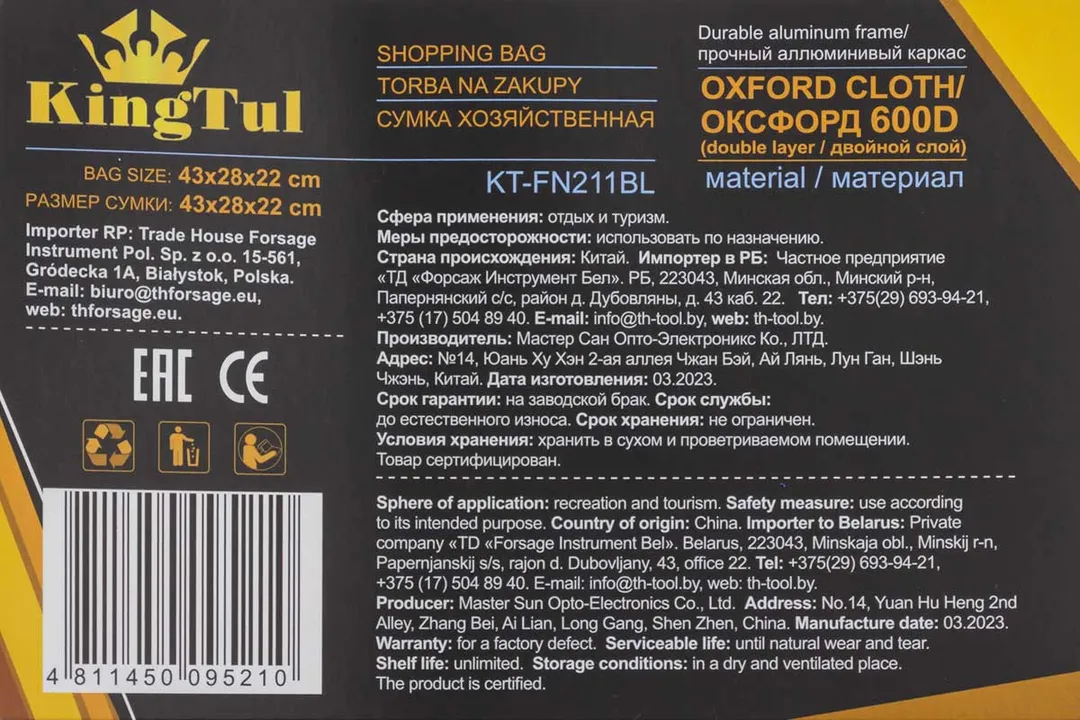 KingTul
BAG SIZE: 43x28x22 cm
РАЗМЕР СУМКИ: 43x28x22 cm
Importer RP: Trade House Forsage
Instrument Pol. Sp. z o.o. 15-561,
Gródecka 1A, Białystok, Polska.
E-mail: biuro@thforsage.eu,
web: thforsage.eu.
EAC CE
4 811450 095210
SHOPPING BAG
TORBA NA ZAKUPY
СУМКА ХОЗЯЙСТВЕННАЯ
KT-FN211BL
Durable aluminum frame/
прочный аллюминивый каркас
OXFORD CLOTH/
ОКСФОРД 600D
(double layer / двойной слой)
material / материал
Сфера применения: отдых и туризм.
Меры предосторожности: использовать по назначению.
Страна происхождения: Китай. Импортер в РБ: Частное предприятие
«ТД «Форсаж Инструмент Бел». РБ, 223043, Минская обл., Минский р-н,
Папернянский с/с, район д. Дубовляны, д. 43 каб. 22. Тел: +375(29) 693-94-21,
+375 (17) 504 89 40. E-mail: info@th-tool.by, web: th-tool.by.
Производитель: Мастер Сан Опто-Электроникс Ко., ЛТД.
Адрес: №14, Юань Ху Хэн 2-ая аллея Чжан Бэй, Ай Лянь, Лун Ган, Шэнь
Чжэнь, Китай. Дата изготовления: 03.2023.
Срок гарантии: на заводской брак. Срок службы:
до естественного износа. Срок хранения: не ограничен.
Условия хранения: хранить в сухом и проветриваемом помещении.
Товар сертифицирован.
Sphere of application: recreation and tourism. Safety measure: use according
to its intended purpose. Country of origin: China. Importer to Belarus: Private
company «TD «Forsage Instrument Bel». Belarus, 223043, Minskaja obl., Minskij r-n,
Papernjanskij s/s, rajon d. Dubovljany, 43, office 22. Tel: +375(29) 693-94-21,
+375 (17) 504 89 40. E-mail: info@th-tool.by, web: th-tool.by.
Producer: Master Sun Opto-Electronics Co., Ltd. Address: No.14, Yuan Hu Heng 2nd
Alley, Zhang Bei, Ai Lian, Long Gang, Shen Zhen, China. Manufacture date: 03.2023.
Warranty: for a factory defect. Serviceable life: until natural wear and tear.
Shelf life: unlimited. Storage conditions: in a dry and ventilated place.
The product is certified.